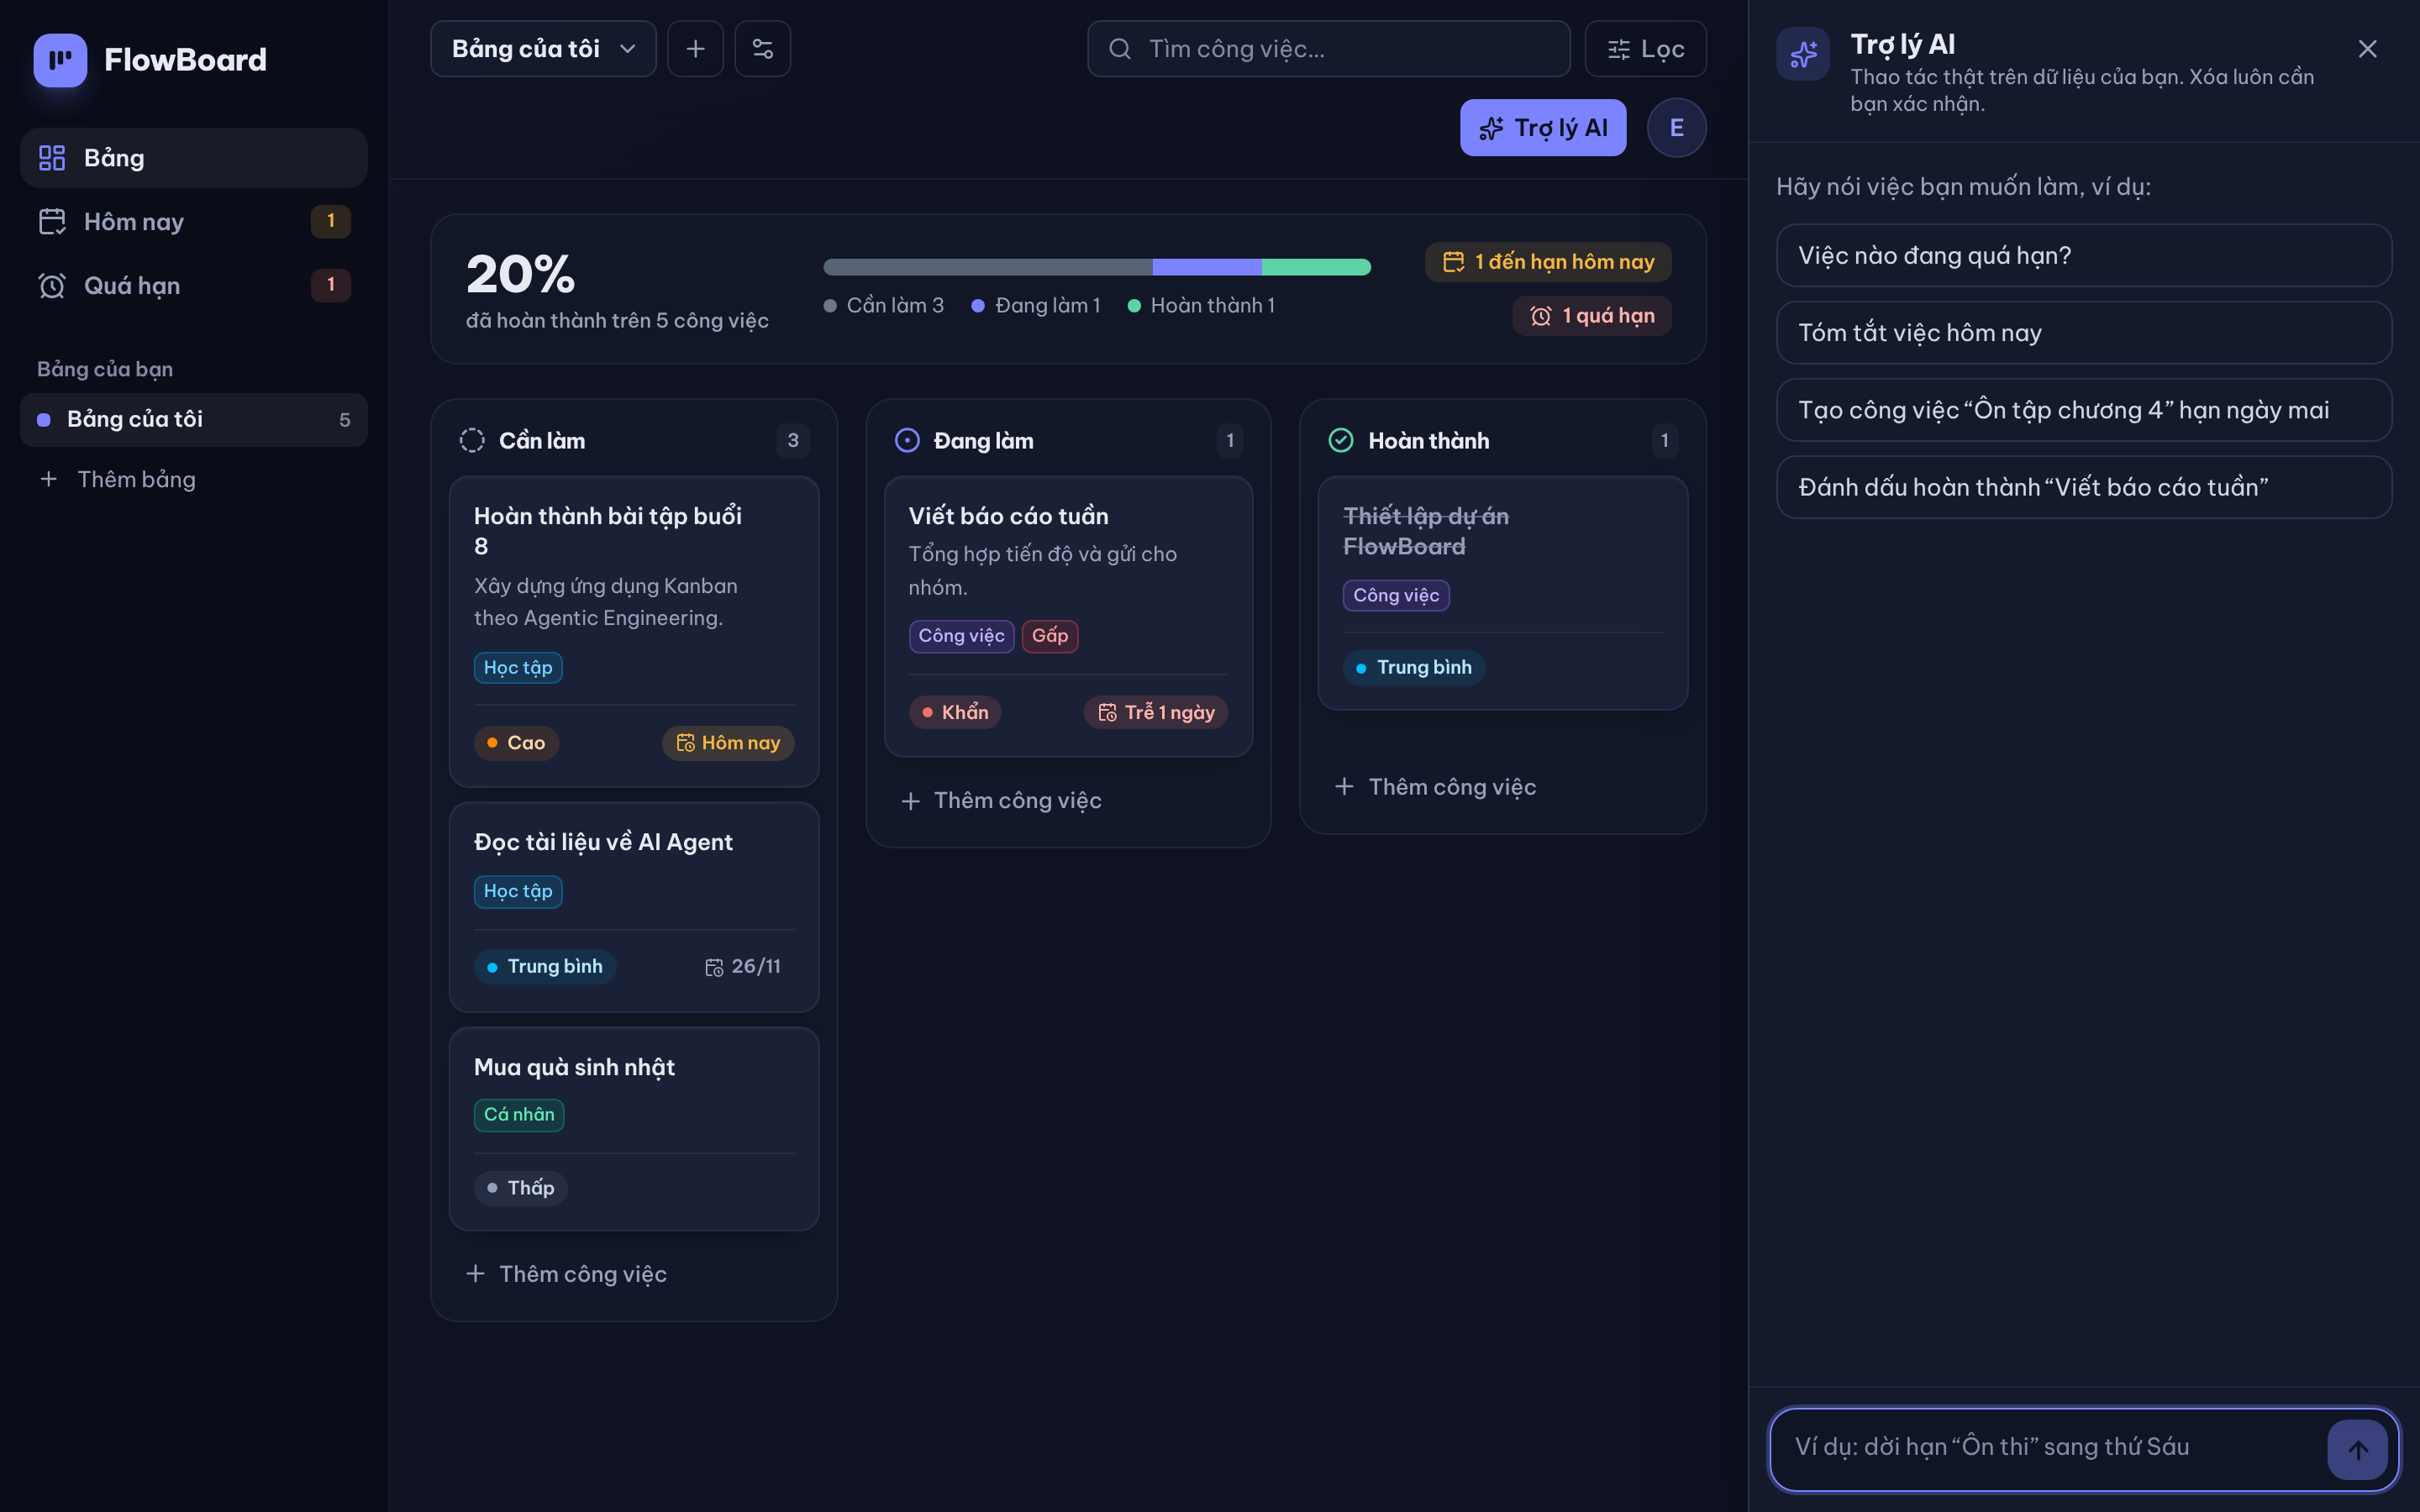 FlowBoard
Bảng
Hôm nay
1
Quá hạn
1
Bảng của bạn
Bảng của tôi
5
Thêm bảng
Bảng của tôi
Tìm công việc...
Lọc
Trợ lý AI
E
20%
đã hoàn thành trên 5 công việc
Cần làm 3
Đang làm 1
Hoàn thành 1
1 đến hạn hôm nay
1 quá hạn
Cần làm
3
Hoàn thành bài tập buổi
8
Xây dựng ứng dụng Kanban
theo Agentic Engineering.
Học tập
Cao
Hôm nay
Đọc tài liệu về AI Agent
Học tập
Trung bình
26/11
Mua quà sinh nhật
Cá nhân
Thấp
Thêm công việc
Đang làm
1
Viết báo cáo tuần
Tổng hợp tiến độ và gửi cho
nhóm.
Công việc
Gấp
Khẩn
Trễ 1 ngày
Thêm công việc
Hoàn thành
1
Thiết lập dự án
FlowBoard
Công việc
Trung bình
Thêm công việc
Trợ lý AI
Thao tác thật trên dữ liệu của bạn. Xóa luôn cần
bạn xác nhận.
Hãy nói việc bạn muốn làm, ví dụ:
Việc nào đang quá hạn?
Tóm tắt việc hôm nay
Tạo công việc “Ôn tập chương 4” hạn ngày mai
Đánh dấu hoàn thành “Viết báo cáo tuần”
Ví dụ: dời hạn “Ôn thi” sang thứ Sáu